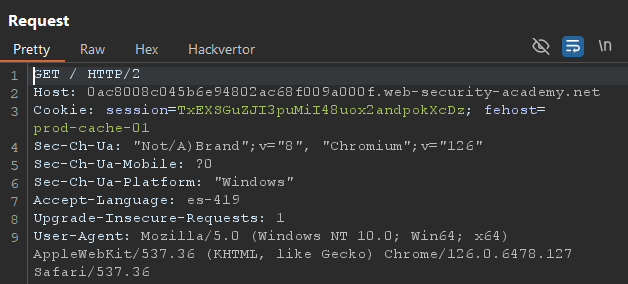 Request
Pretty Raw Hex Hackvertor \n
1 GET / HTTP/2
2 Host: 0ac8008c045b6e94802ac68f009a000f.web-security-academy.net
3 Cookie: session=TxEXSGuZJI3puMiI48uox2andpokXcDz; fehost=
prod-cache-01
4 Sec-Ch-Ua: "Not/A)Brand";v="8", "Chromium";v="126"
5 Sec-Ch-Ua-Mobile: ?0
6 Sec-Ch-Ua-Platform: "Windows"
7 Accept-Language: es-419
8 Upgrade-Insecure-Requests: 1
9 User-Agent: Mozilla/5.0 (Windows NT 10.0; Win64; x64)
AppleWebKit/537.36 (KHTML, like Gecko) Chrome/126.0.6478.127
Safari/537.36